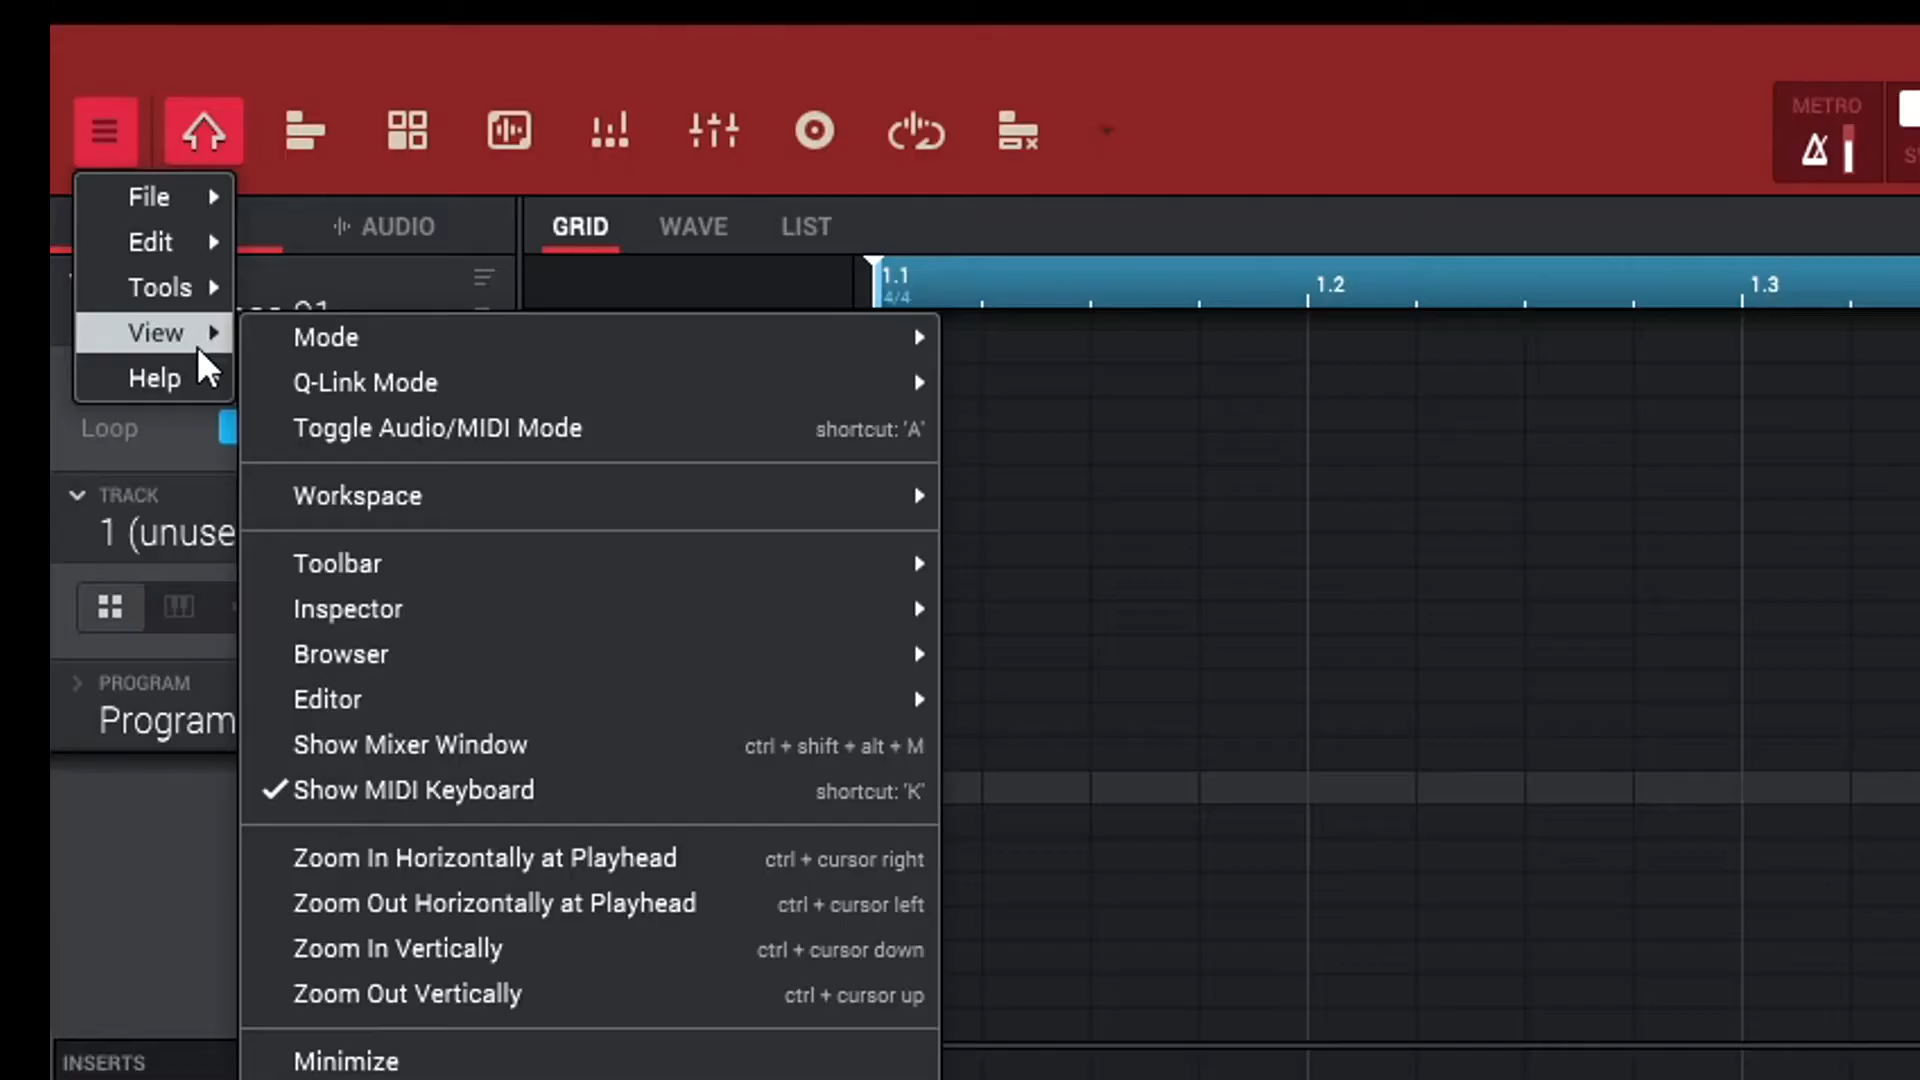 METRO
File
Edit
Tools
View
Help
AUDIO
GRID
WAVE
LIST
1.1
4/4
1.2
1.3
Loop
TRACK
1 (unuse
PROGRAM
Program
INSERTS
Mode
Q-Link Mode
Toggle Audio/MIDI Mode shortcut: 'A'
Workspace
Toolbar
Inspector
Browser
Editor
Show Mixer Window ctrl + shift + alt + M
Show MIDI Keyboard shortcut: 'K'
Zoom In Horizontally at Playhead ctrl + cursor right
Zoom Out Horizontally at Playhead ctrl + cursor left
Zoom In Vertically ctrl + cursor down
Zoom Out Vertically ctrl + cursor up
Minimize